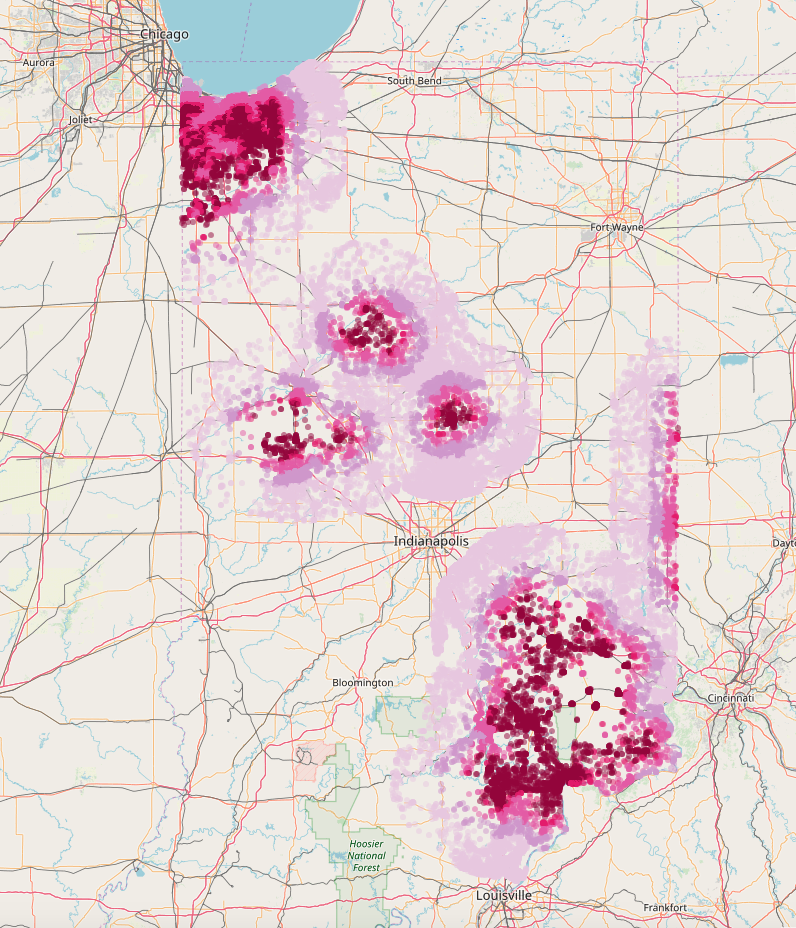 Chicago
Aurora
South Bend
Joliet
Fort Wayne
Indianapolis
Dayto
Bloomington
Cincinnati
Hoosier
National
Forest
Louisville
Frankfort